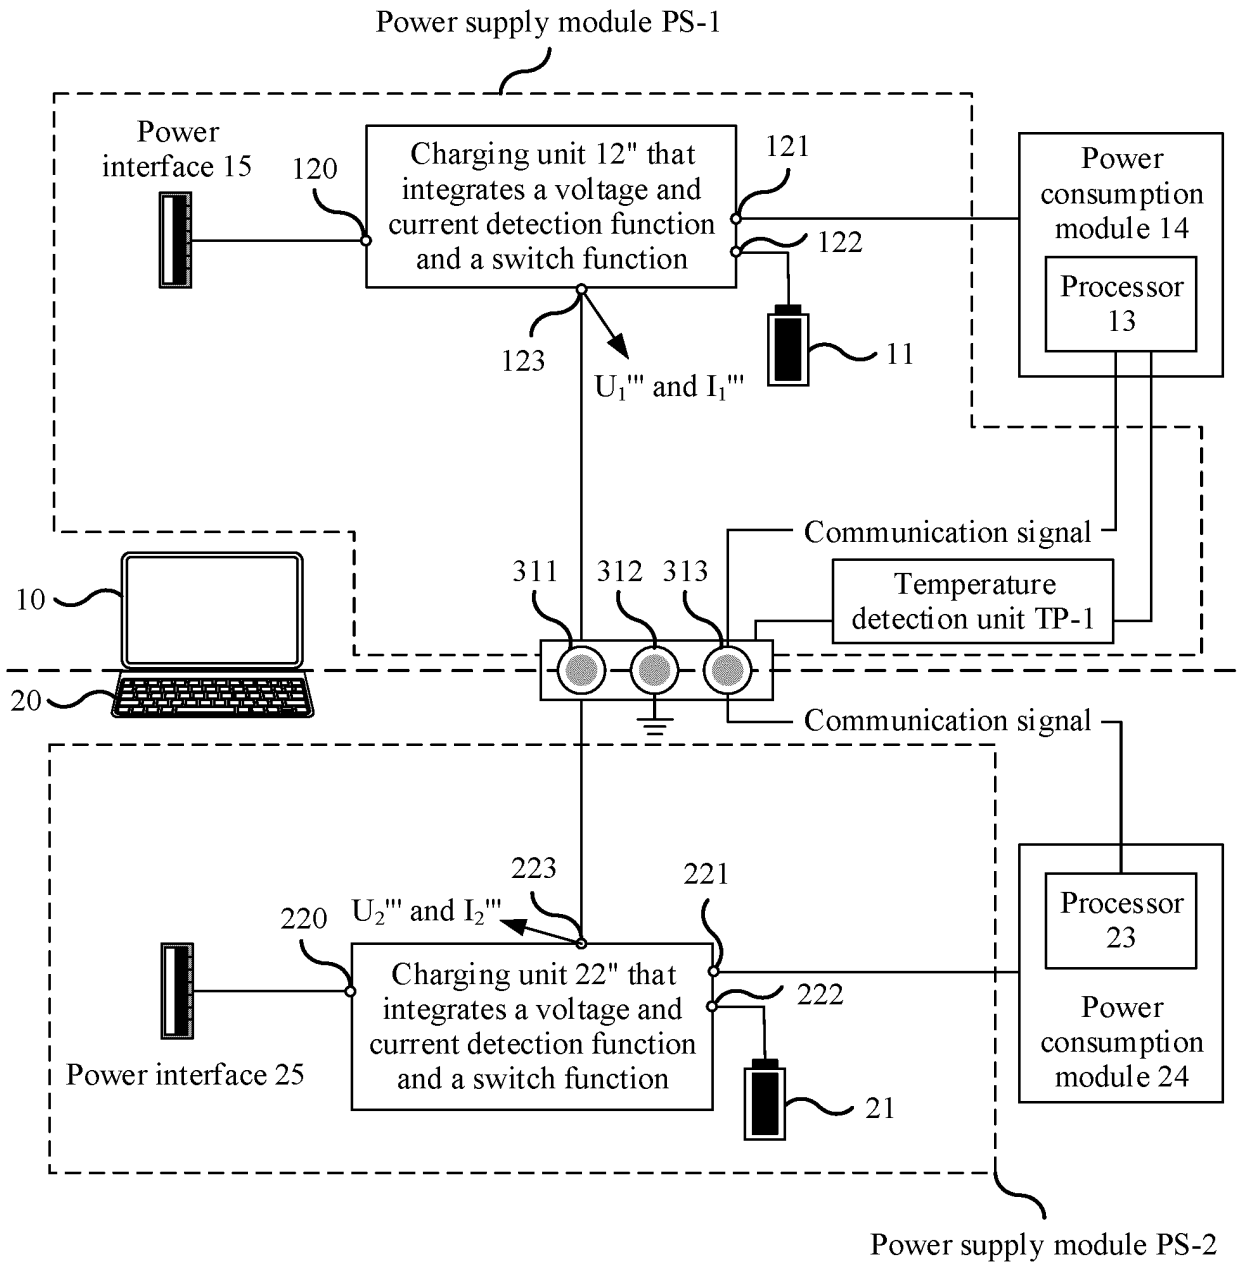 Power supply module PS-1
Power
interface 15
120
Charging unit 12" that
integrates a voltage and
current detection function
and a switch function
121
122
123
U₁''' and I₁'''
11
Power
consumption
module 14
Processor
13
Communication signal
Temperature
detection unit TP-1
311
312
313
10
20
Communication signal
223
221
U₂''' and I₂'''
220
222
Charging unit 22" that
integrates a voltage and
current detection function
and a switch function
Power interface 25
21
Processor
23
Power
consumption
module 24
Power supply module PS-2